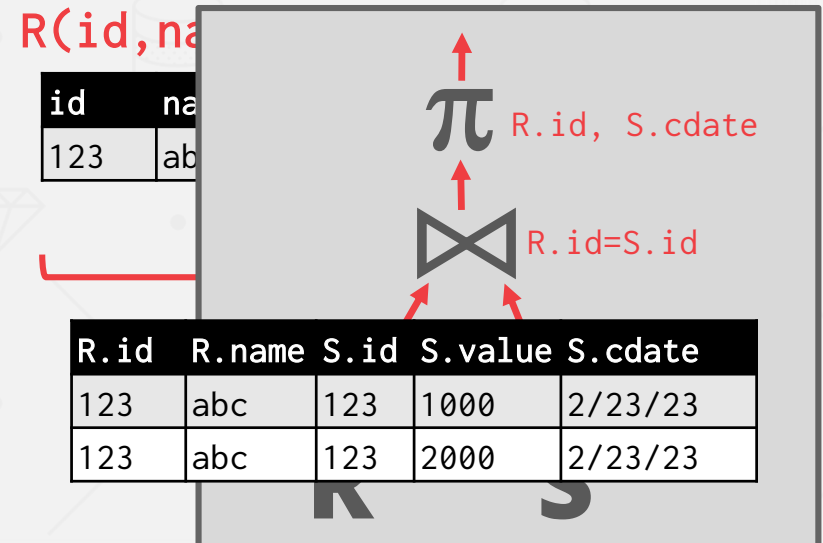 R(id,na
id na
123 ab
π R.id, S.cdate
⋈ R.id=S.id
R.id R.name S.id S.value S.cdate
123 abc 123 1000 2/23/23
123 abc 123 2000 2/23/23
R S